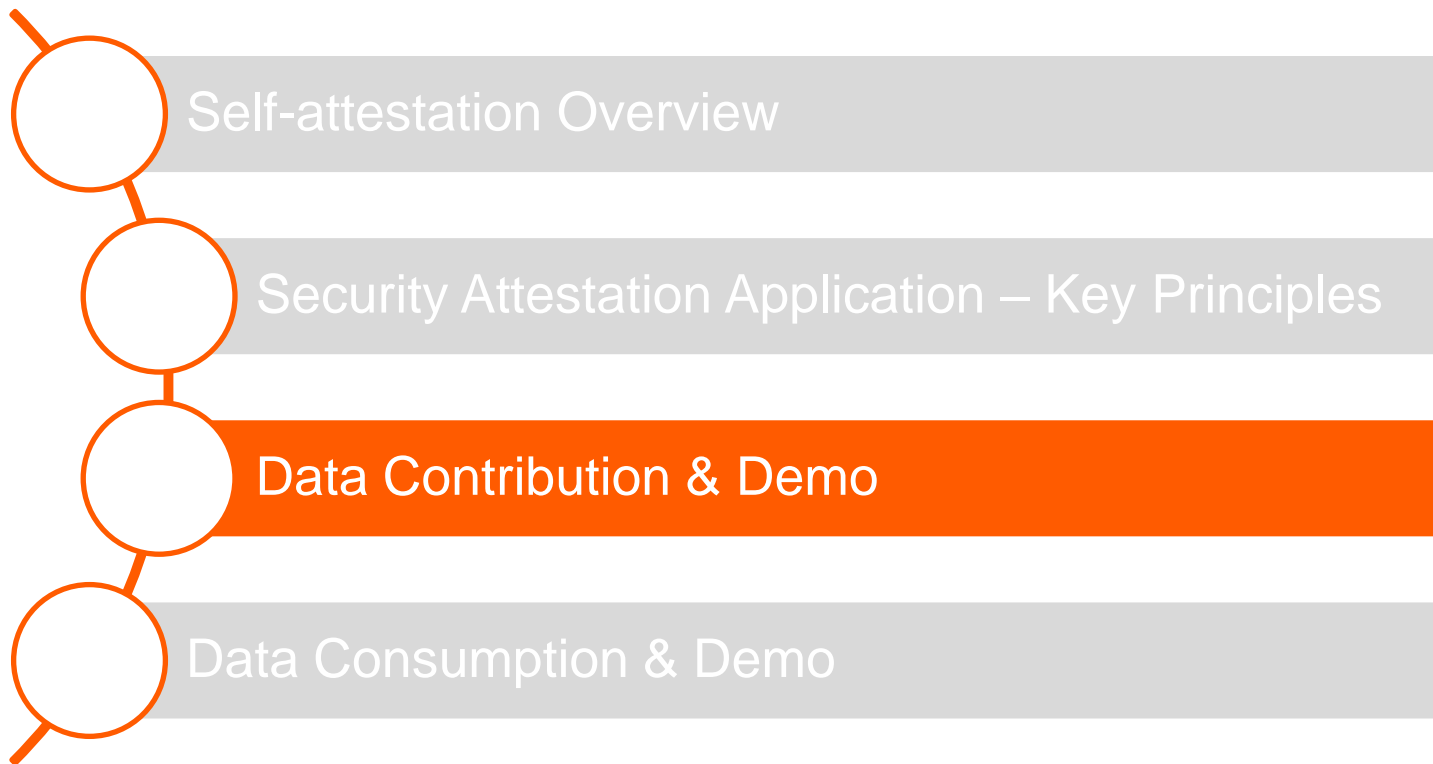 Self-attestation Overview
Security Attestation Application – Key Principles
Data Contribution & Demo
Data Consumption & Demo